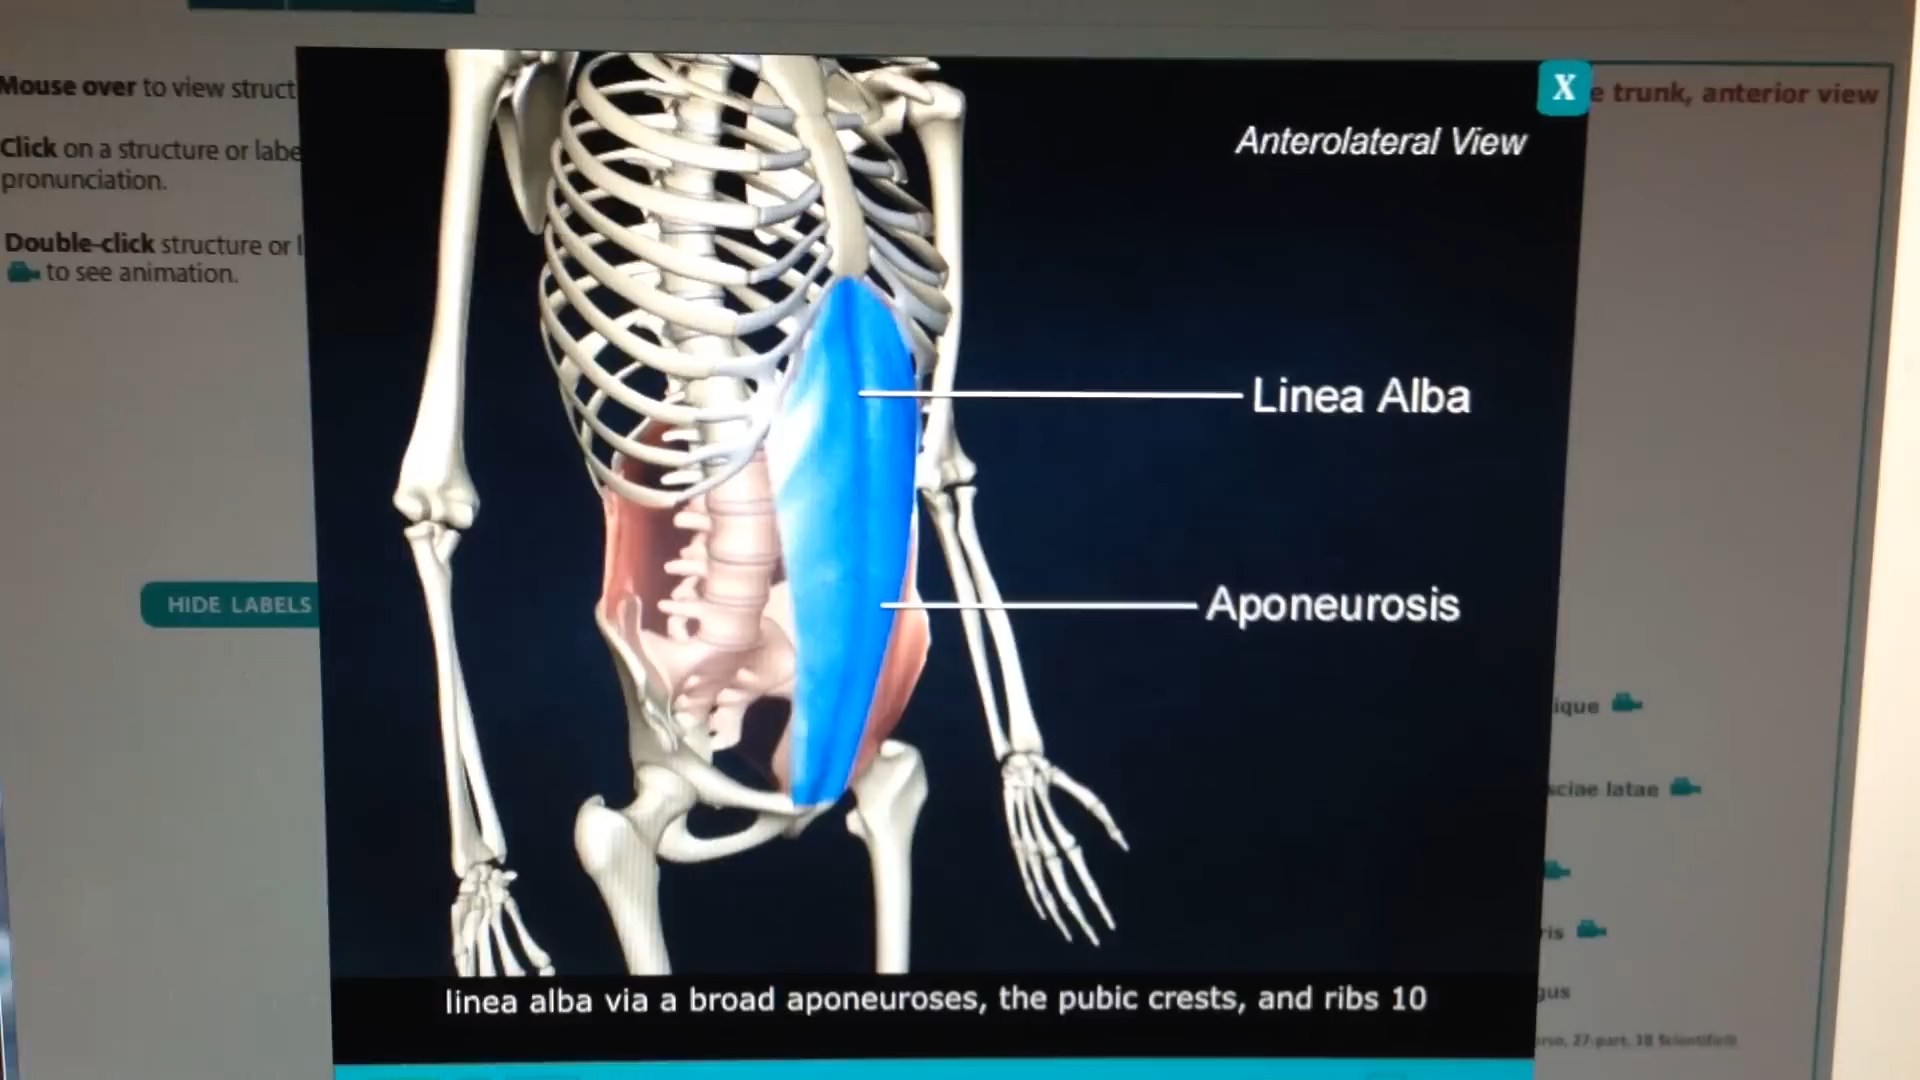 Mouse over to view struct
Click on a structure or labe
pronunciation.
Double-click structure or l
to see animation.
HIDE LABELS
X
e trunk, anterior view
Anterolateral View
Linea Alba
Aponeurosis
ique
sciae latae
ris
gus
linea alba via a broad aponeuroses, the pubic crests, and ribs 10